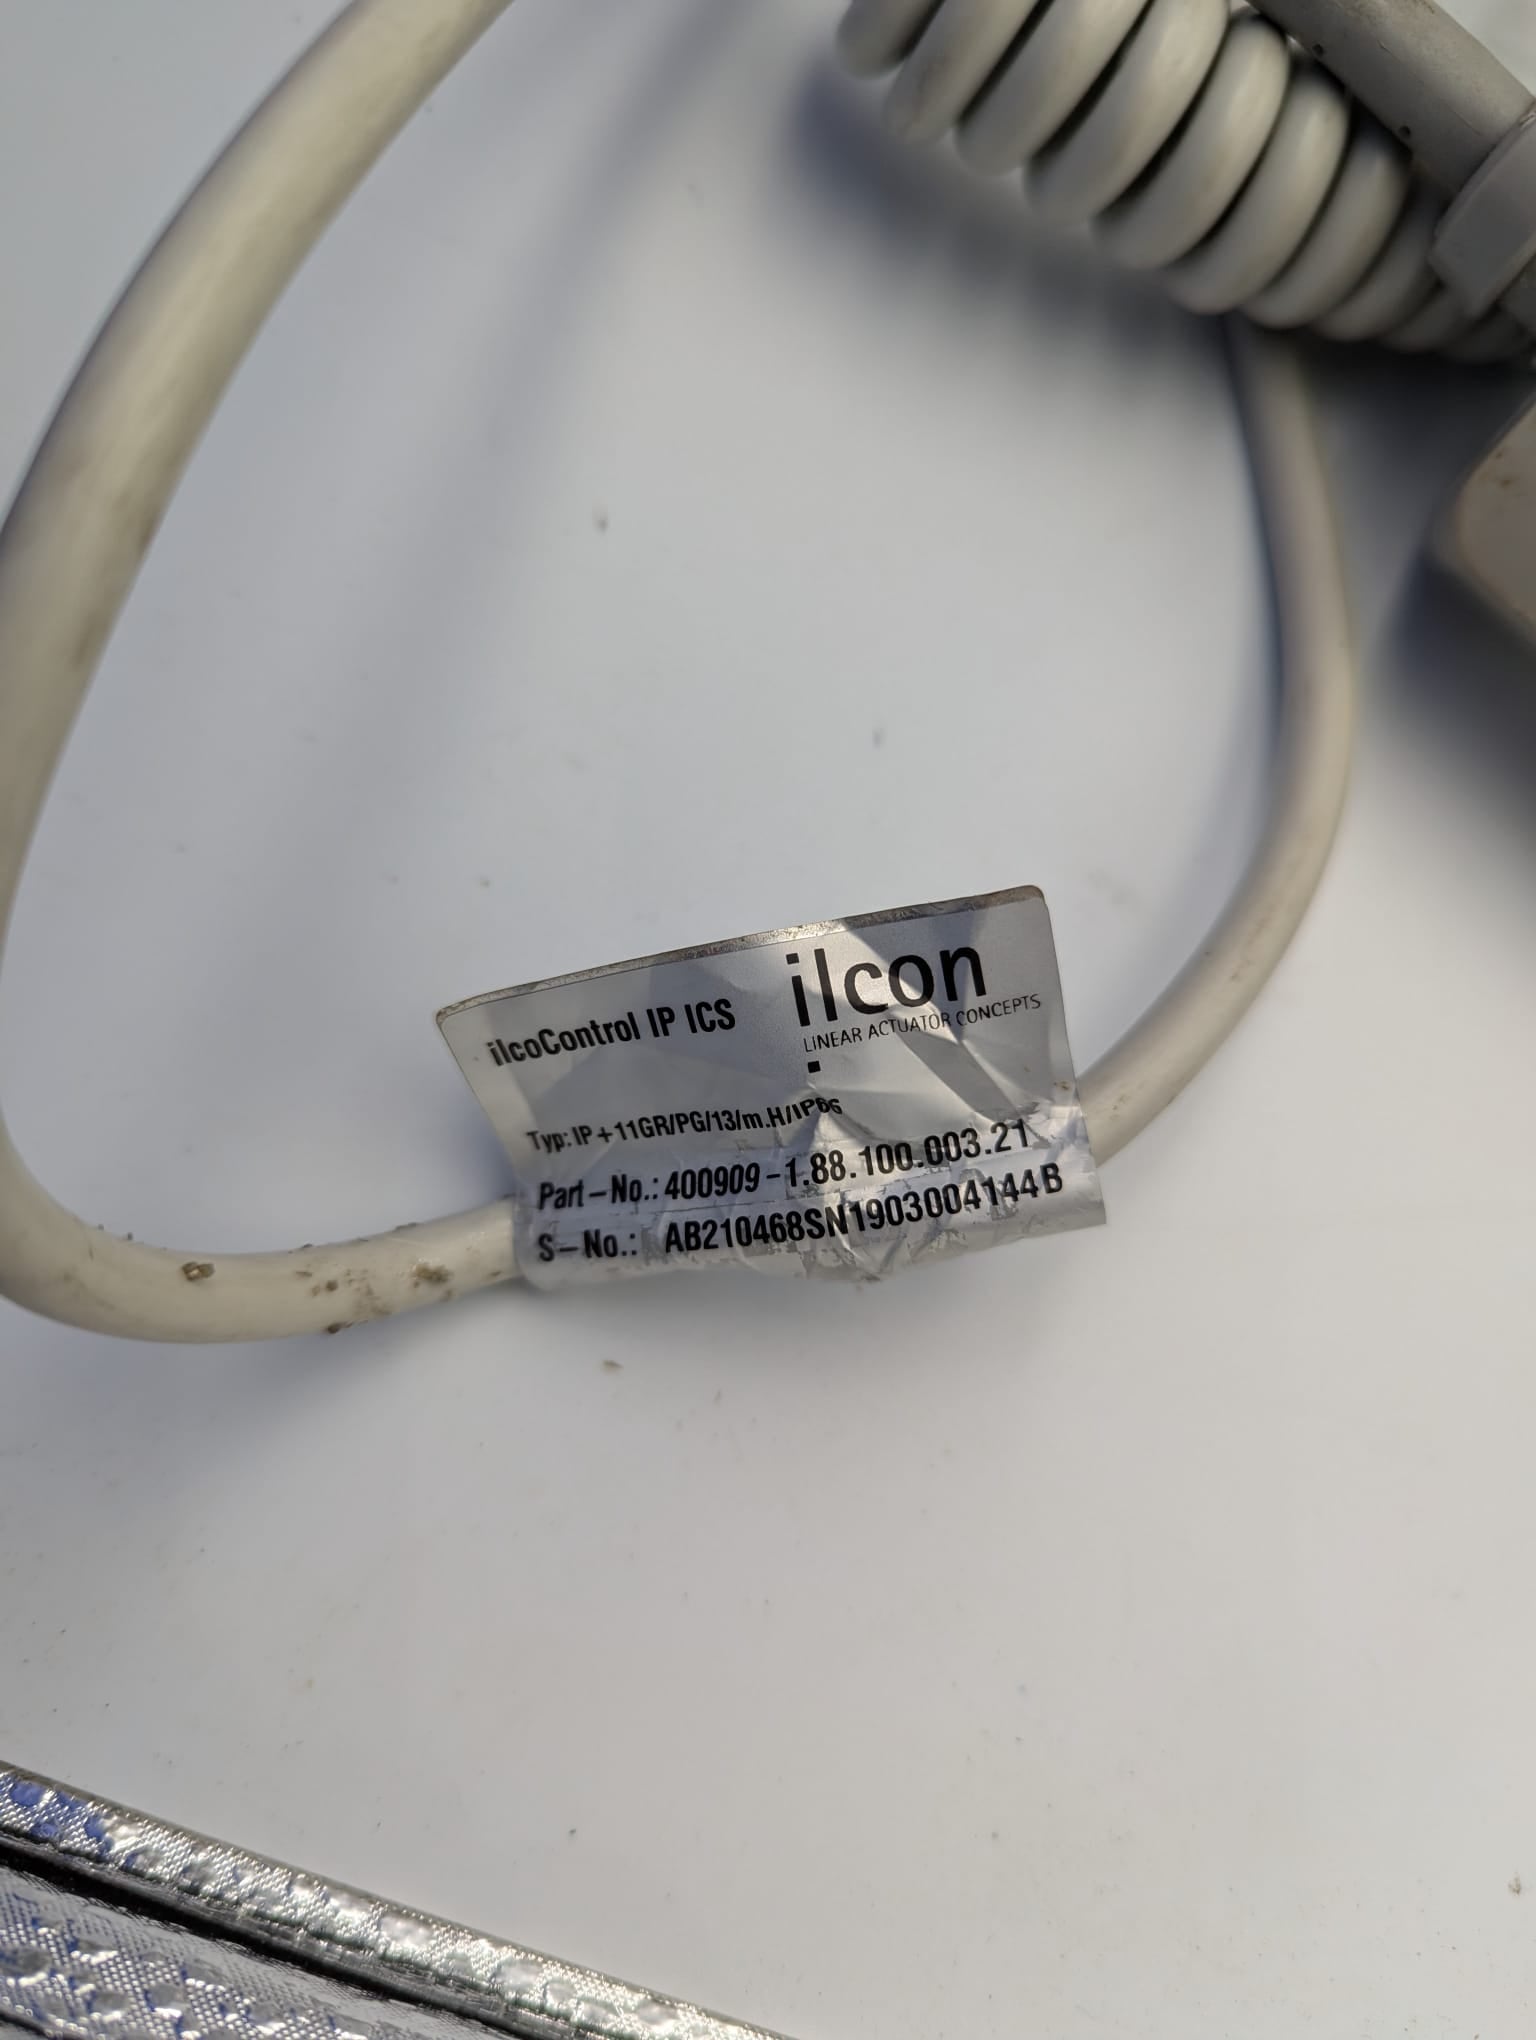 ilcoControl IP ICS
ilcon
LINEAR ACTUATOR CONCEPTS
Typ: IP+11GR/PG/13/m.H/IP66
Part-No.: 400909-1.88.100.003.21
S-No.: AB210468SN1903004144B